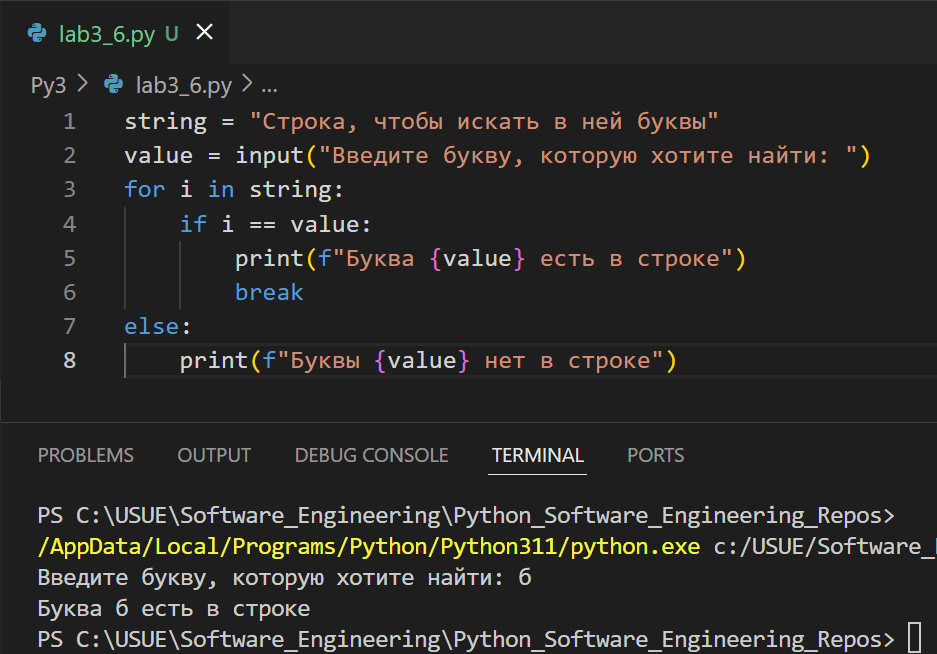 lab3_6.py U
Py3 > lab3_6.py > ...
1 string = "Строка, чтобы искать в ней буквы"
2 value = input("Введите букву, которую хотите найти: ")
3 for i in string:
4 if i == value:
5 print(f"Буква {value} есть в строке")
6 break
7 else:
8 print(f"Буквы {value} нет в строке")
PROBLEMS OUTPUT DEBUG CONSOLE TERMINAL PORTS
PS C:\USUE\Software_Engineering\Python_Software_Engineering_Repos>
/AppData/Local/Programs/Python/Python311/python.exe c:/USUE/Software_
Введите букву, которую хотите найти: б
Буква б есть в строке
PS C:\USUE\Software_Engineering\Python_Software_Engineering_Repos>